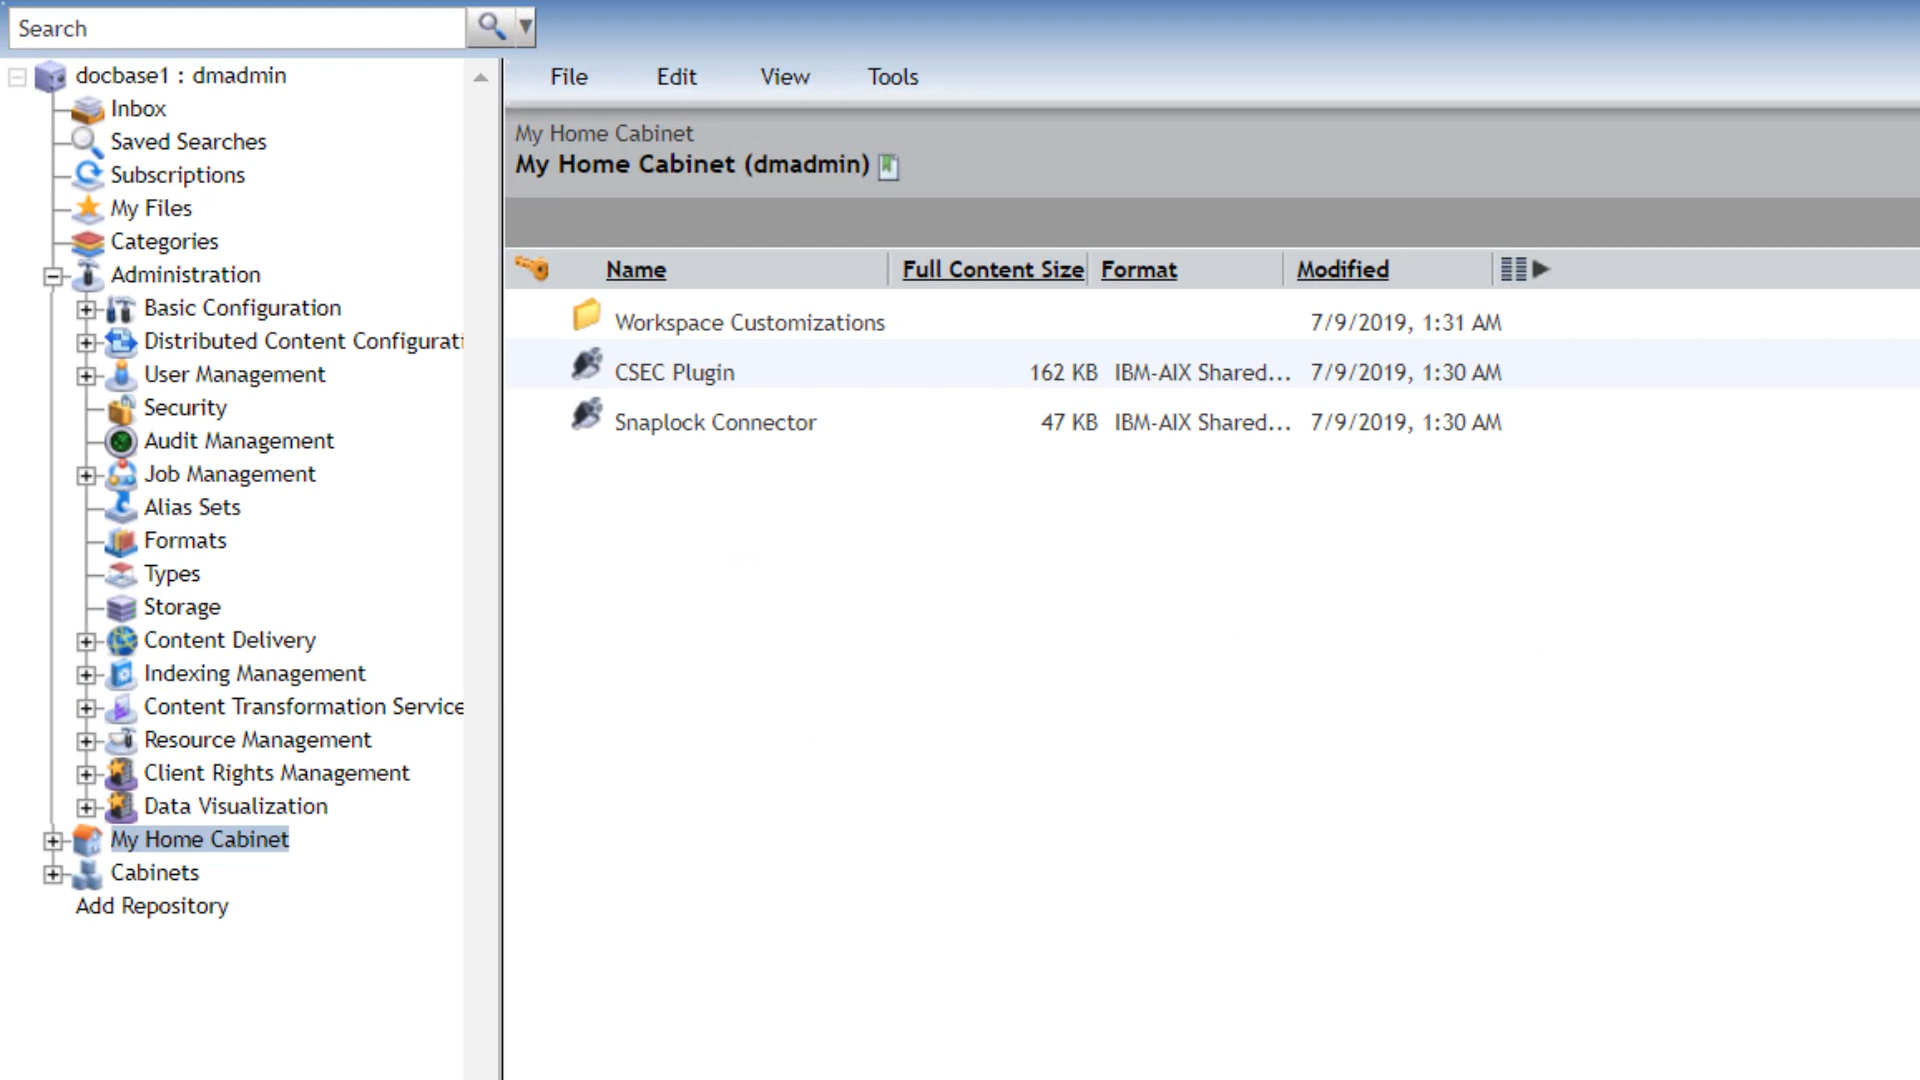 Search
docbase1 : dmadmin
Inbox
Saved Searches
Subscriptions
My Files
Categories
Administration
Basic Configuration
Distributed Content Configurati
User Management
Security
Audit Management
Job Management
Alias Sets
Formats
Types
Storage
Content Delivery
Indexing Management
Content Transformation Service
Resource Management
Client Rights Management
Data Visualization
My Home Cabinet
Cabinets
Add Repository
File Edit View Tools
My Home Cabinet
My Home Cabinet (dmadmin)
Name Full Content Size Format Modified
Workspace Customizations 7/9/2019, 1:31 AM
CSEC Plugin 162 KB IBM-AIX Shared... 7/9/2019, 1:30 AM
Snaplock Connector 47 KB IBM-AIX Shared... 7/9/2019, 1:30 AM